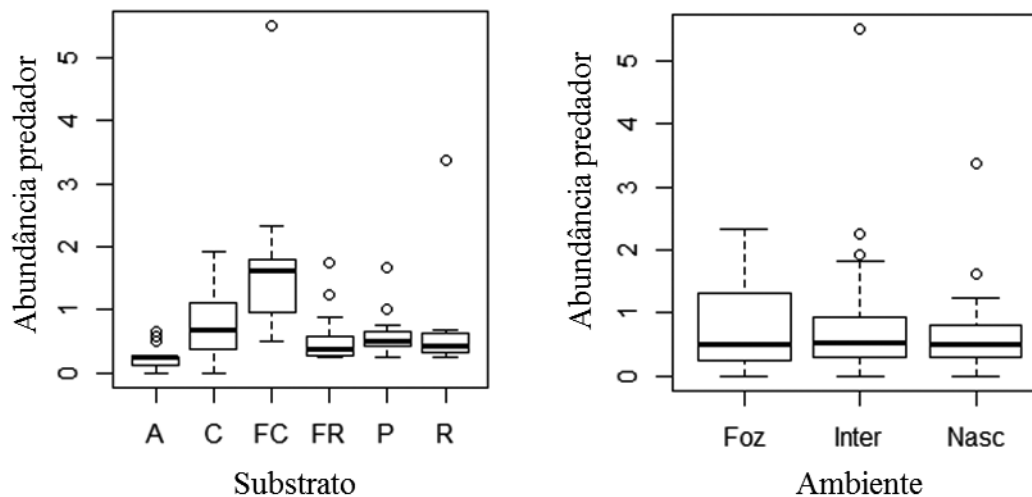 Abundância predador
5
4
3
2
1
0
A C FC FR P R
Substrato
Abundância predador
5
4
3
2
1
0
Foz Inter Nasc
Ambiente